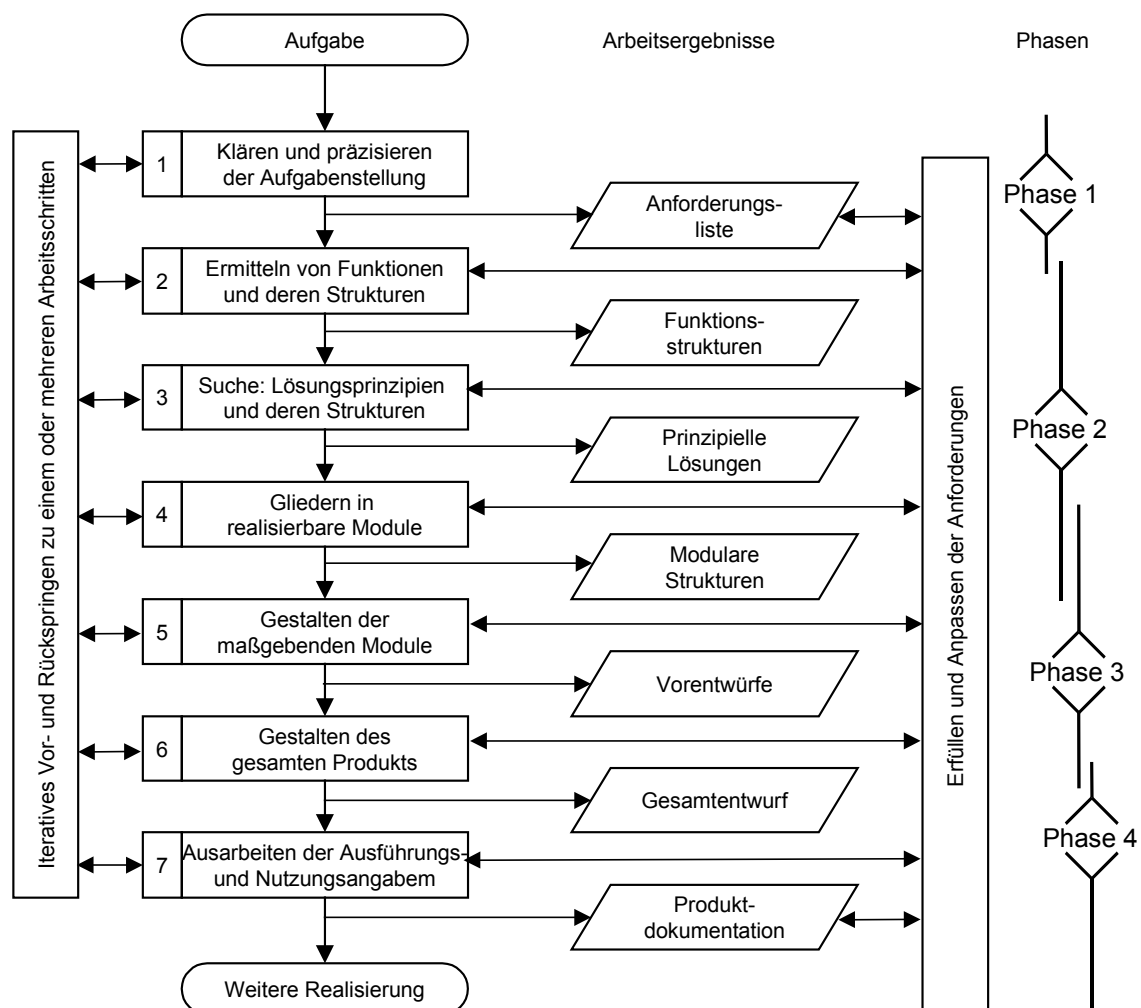 Aufgabe
Arbeitsergebnisse
Phasen
Iteratives Vor- und Rückspringen zu einem oder mehreren Arbeitsschritten
1
Klären und präzisieren
der Aufgabenstellung
Anforderungs-
liste
Phase 1
2
Ermitteln von Funktionen
und deren Strukturen
Funktions-
strukturen
3
Suche: Lösungsprinzipien
und deren Strukturen
Prinzipielle
Lösungen
Phase 2
4
Gliedern in
realisierbare Module
Modulare
Strukturen
5
Gestalten der
maßgebenden Module
Vorentwürfe
Phase 3
6
Gestalten des
gesamten Produkts
Gesamtentwurf
7
Ausarbeiten der Ausführungs-
und Nutzungsangabem
Phase 4
Produkt-
dokumentation
Weitere Realisierung
Erfüllen und Anpassen der Anforderungen